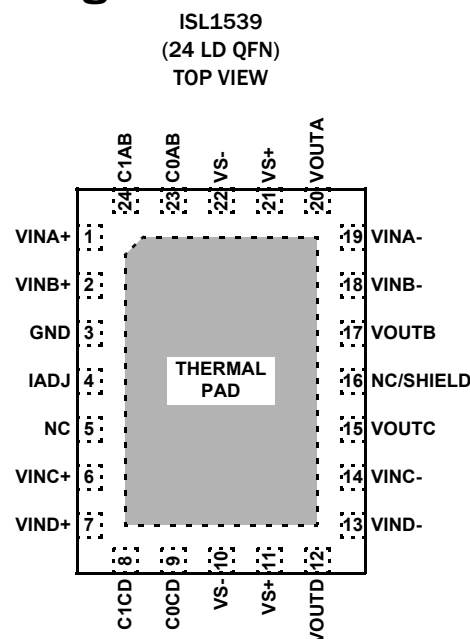 ISL1539
(24 LD QFN)
TOP VIEW
24 C1AB
23 C0AB
22 VS-
21 VS+
20 VOUTA
VINA+ 1
VINB+ 2
GND 3
IADJ 4
NC 5
VINC+ 6
VIND+ 7
THERMAL
PAD
19 VINA-
18 VINB-
17 VOUTB
16 NC/SHIELD
15 VOUTC
14 VINC-
13 VIND-
C1CD 8
C0CD 9
VS- 10
VS+ 11
VOUTD 12